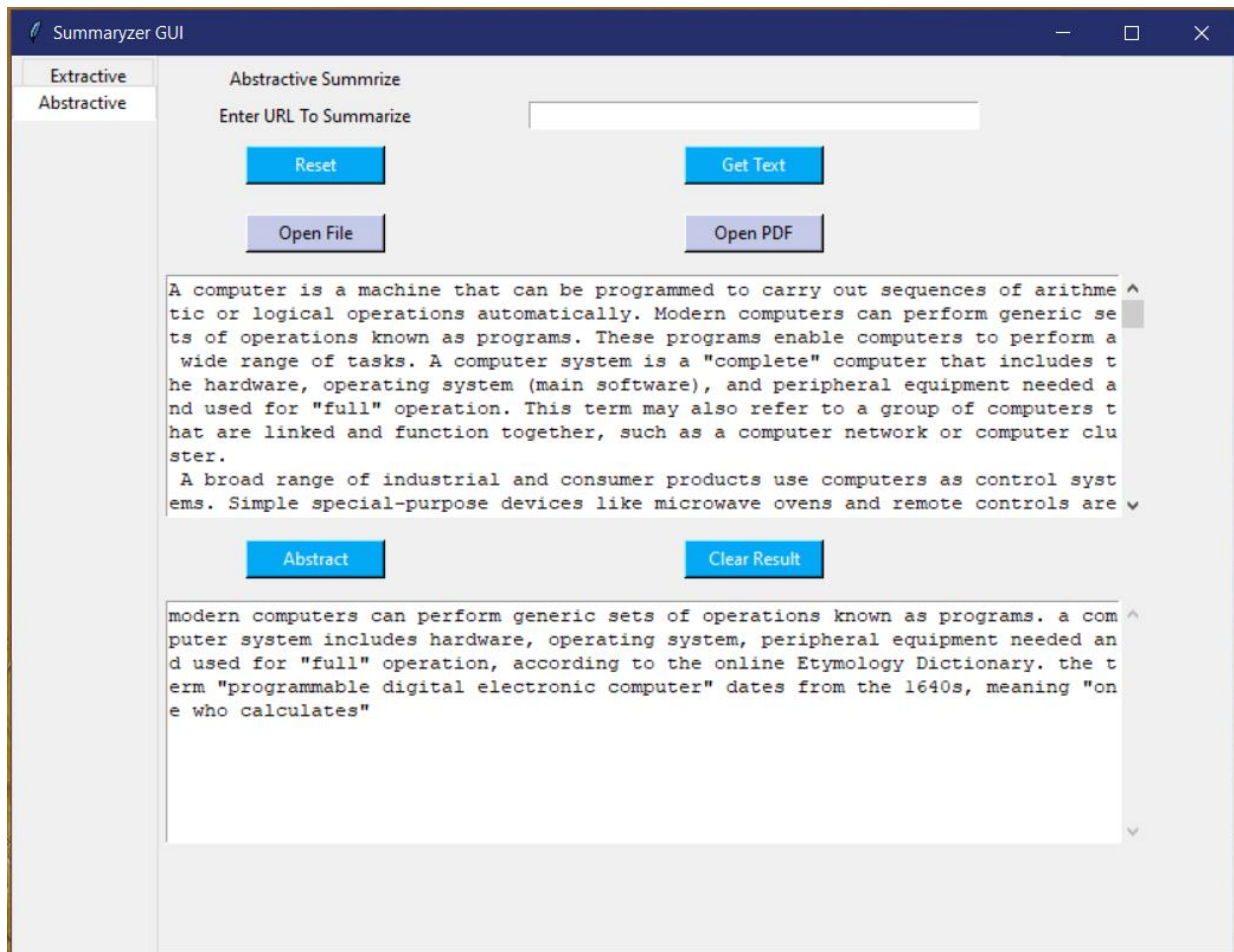 Summaryzer GUI
Extractive
Abstractive
Abstractive Summrize
Enter URL To Summarize
Reset
Get Text
Open File
Open PDF
A computer is a machine that can be programmed to carry out sequences of arithme
tic or logical operations automatically. Modern computers can perform generic se
ts of operations known as programs. These programs enable computers to perform a
 wide range of tasks. A computer system is a "complete" computer that includes t
he hardware, operating system (main software), and peripheral equipment needed a
nd used for "full" operation. This term may also refer to a group of computers t
hat are linked and function together, such as a computer network or computer clu
ster.
 A broad range of industrial and consumer products use computers as control syst
ems. Simple special-purpose devices like microwave ovens and remote controls are
Abstract
Clear Result
modern computers can perform generic sets of operations known as programs. a com
puter system includes hardware, operating system, peripheral equipment needed an
d used for "full" operation, according to the online Etymology Dictionary. the t
erm "programmable digital electronic computer" dates from the 1640s, meaning "on
e who calculates"